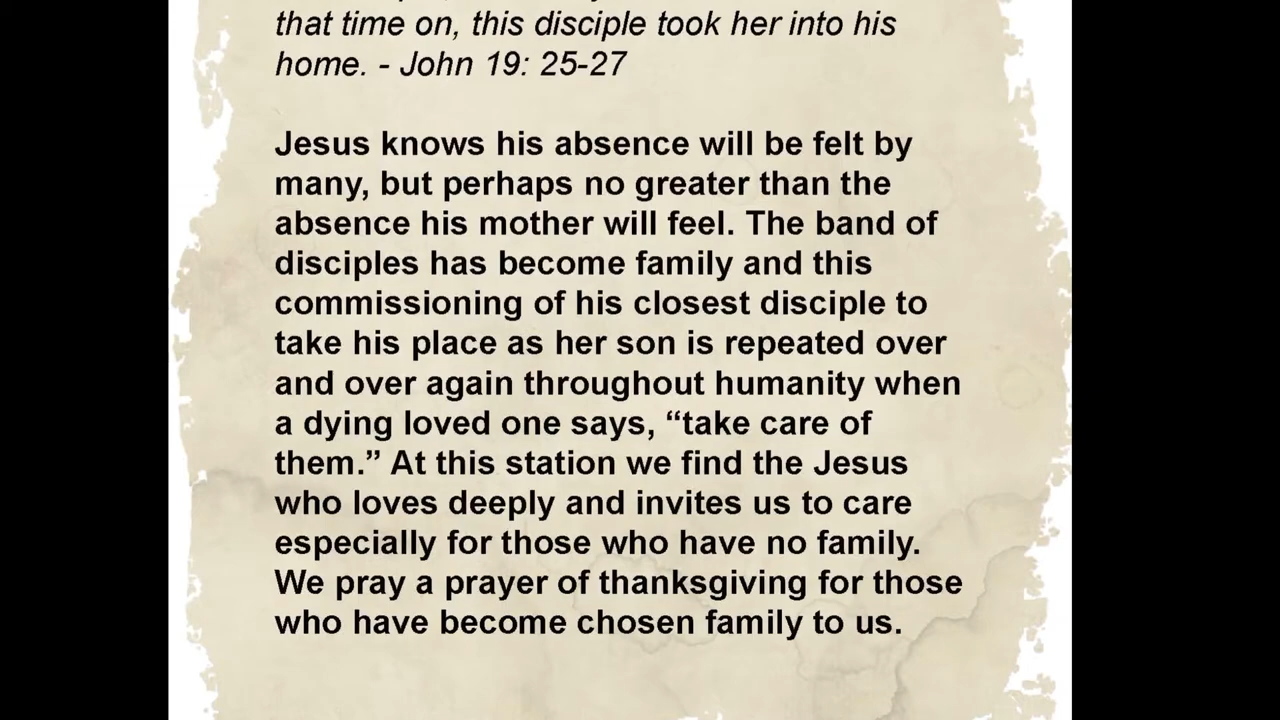 that time on, this disciple took her into his
home. - John 19: 25-27
Jesus knows his absence will be felt by
many, but perhaps no greater than the
absence his mother will feel. The band of
disciples has become family and this
commissioning of his closest disciple to
take his place as her son is repeated over
and over again throughout humanity when
a dying loved one says, “take care of
them.” At this station we find the Jesus
who loves deeply and invites us to care
especially for those who have no family.
We pray a prayer of thanksgiving for those
who have become chosen family to us.